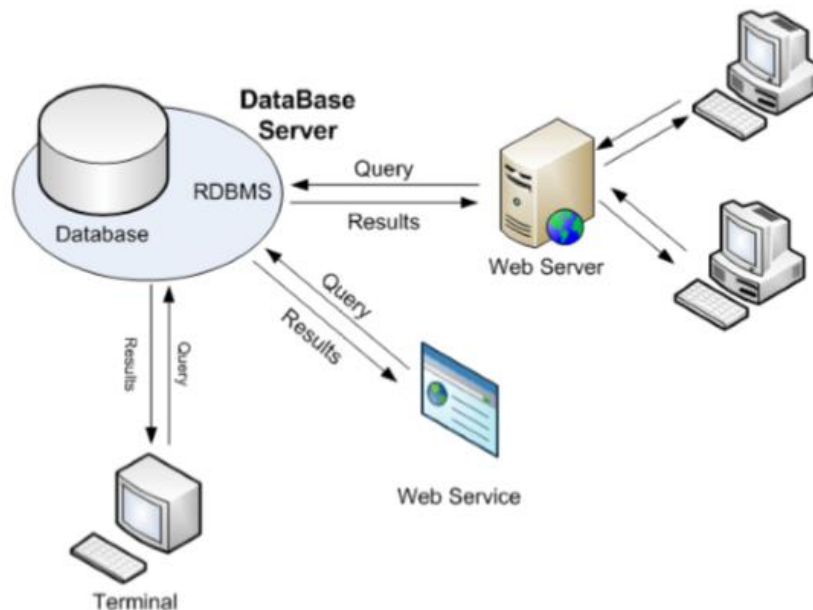 DataBase
Server
RDBMS
Database
Query
Results
Web Server
Query
Results
Results
Query
Web Service
Terminal